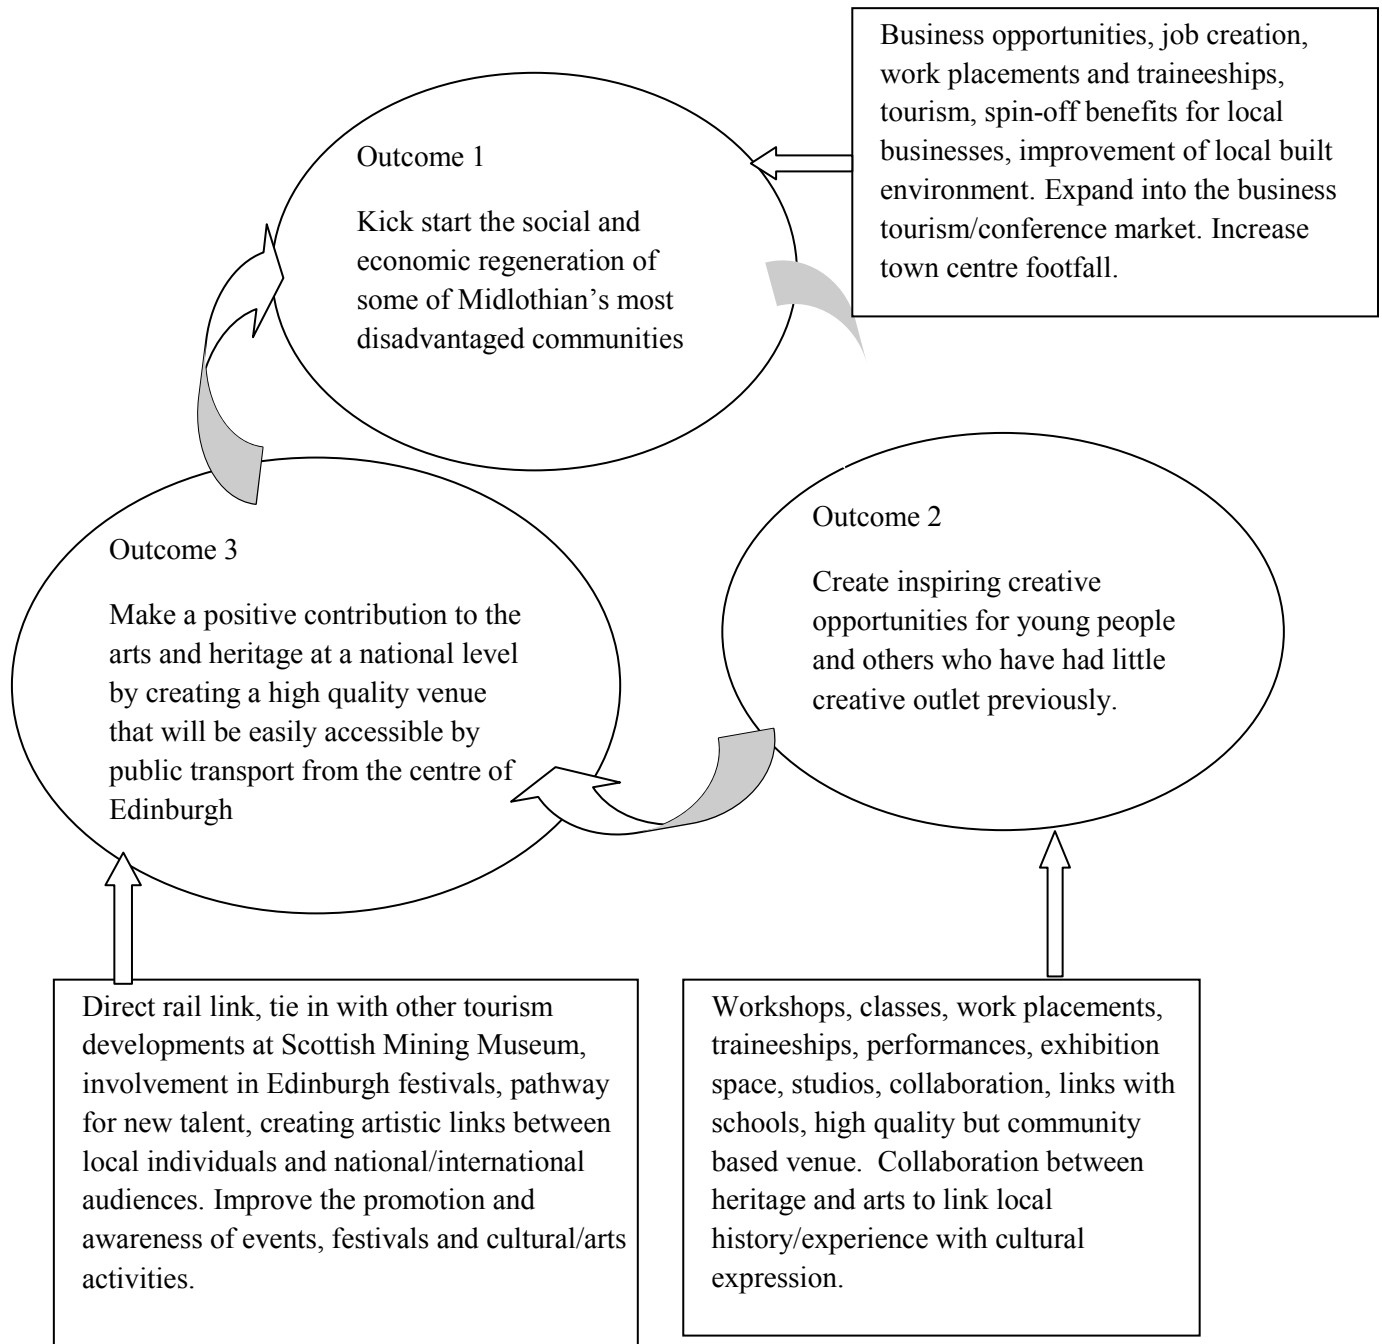 Business opportunities, job creation,
work placements and traineeships,
tourism, spin-off benefits for local
businesses, improvement of local built
environment. Expand into the business
tourism/conference market. Increase
town centre footfall.
Outcome 1
Kick start the social and
economic regeneration of
some of Midlothian’s most
disadvantaged communities
Outcome 2
Create inspiring creative
opportunities for young people
and others who have had little
creative outlet previously.
Outcome 3
Make a positive contribution to the
arts and heritage at a national level
by creating a high quality venue
that will be easily accessible by
public transport from the centre of
Edinburgh
Direct rail link, tie in with other tourism
developments at Scottish Mining Museum,
involvement in Edinburgh festivals, pathway
for new talent, creating artistic links between
local individuals and national/international
audiences. Improve the promotion and
awareness of events, festivals and cultural/arts
activities.
Workshops, classes, work placements,
traineeships, performances, exhibition
space, studios, collaboration, links with
schools, high quality but community
based venue.  Collaboration between
heritage and arts to link local
history/experience with cultural
expression.